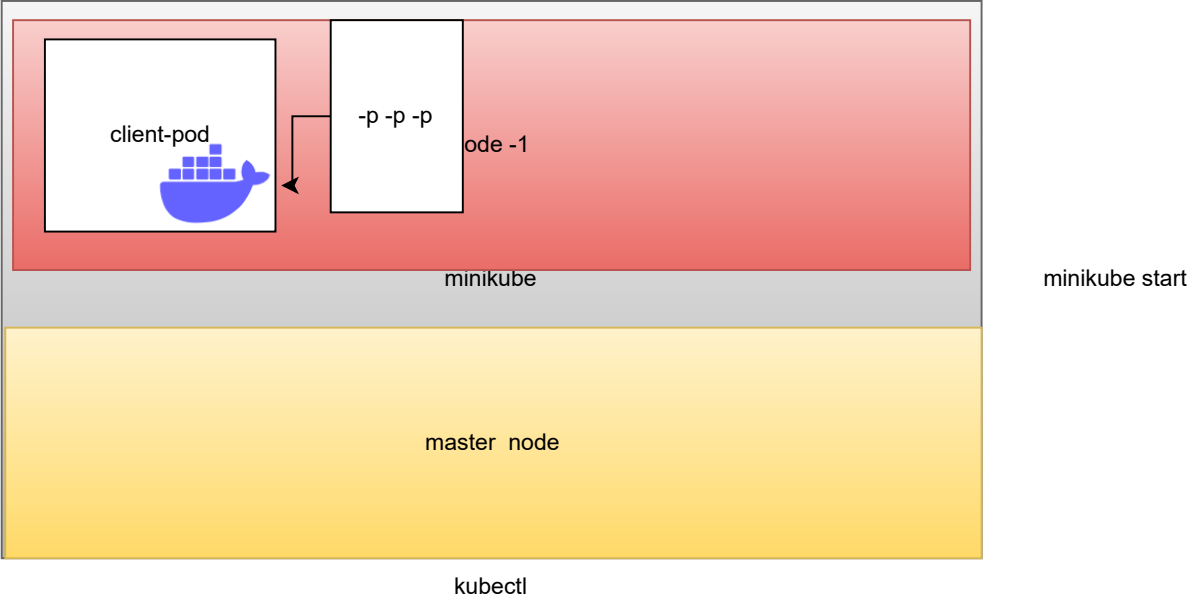 -p -p -p
client-pod
ode -1
minikube
minikube start
master node
kubectl